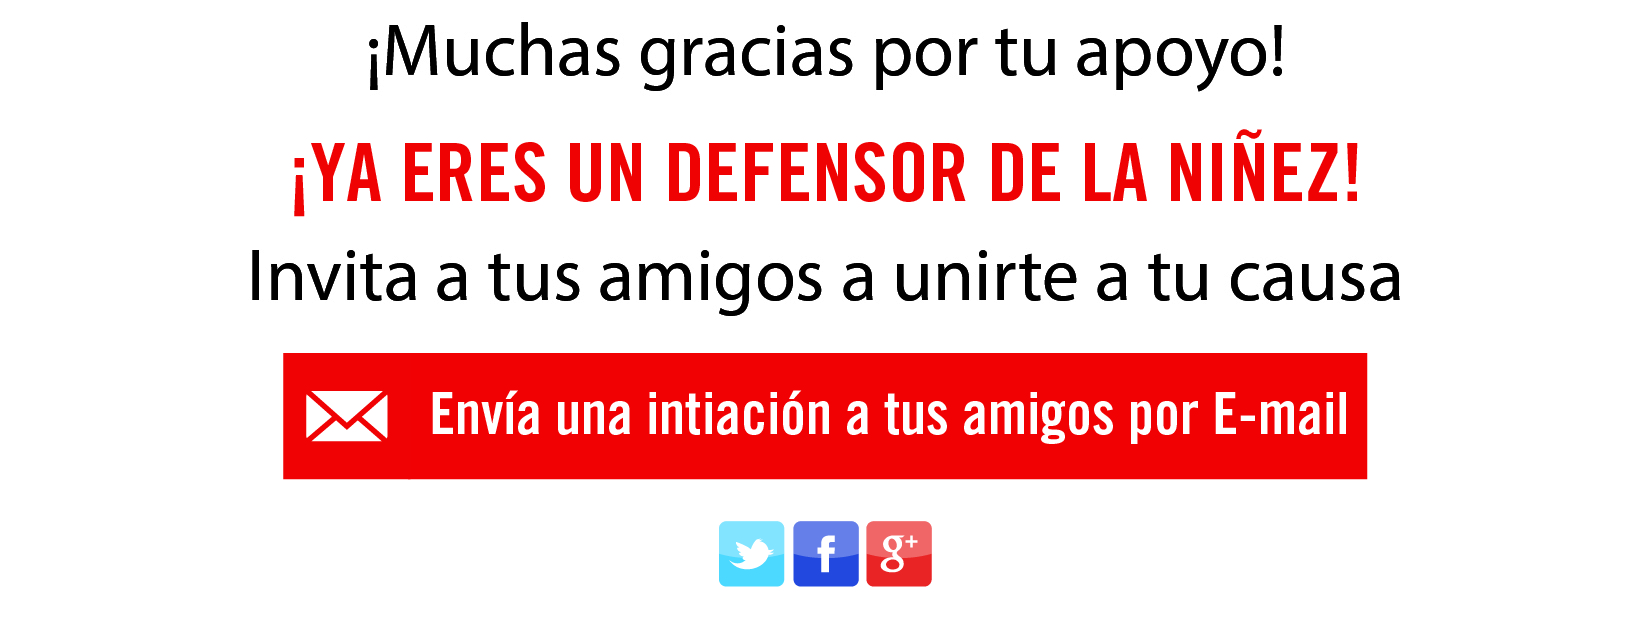 ¡Muchas gracias por tu apoyo!
¡YA ERES UN DEFENSOR DE LA NIÑEZ!
Invita a tus amigos a unirte a tu causa
Envía una intiación a tus amigos por E-mail
f
g+